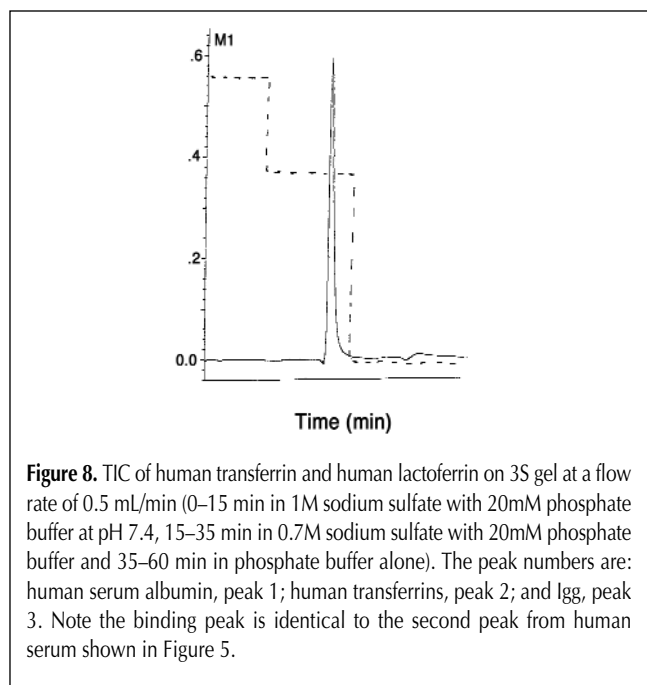 M1
.6
.4
.2
0.0
Time (min)
Figure 8. TIC of human transferrin and human lactoferrin on 3S gel at a flow
rate of 0.5 mL/min (0–15 min in 1M sodium sulfate with 20mM phosphate
buffer at pH 7.4, 15–35 min in 0.7M sodium sulfate with 20mM phosphate
buffer and 35–60 min in phosphate buffer alone). The peak numbers are:
human serum albumin, peak 1; human transferrins, peak 2; and Igg, peak
3. Note the binding peak is identical to the second peak from human
serum shown in Figure 5.